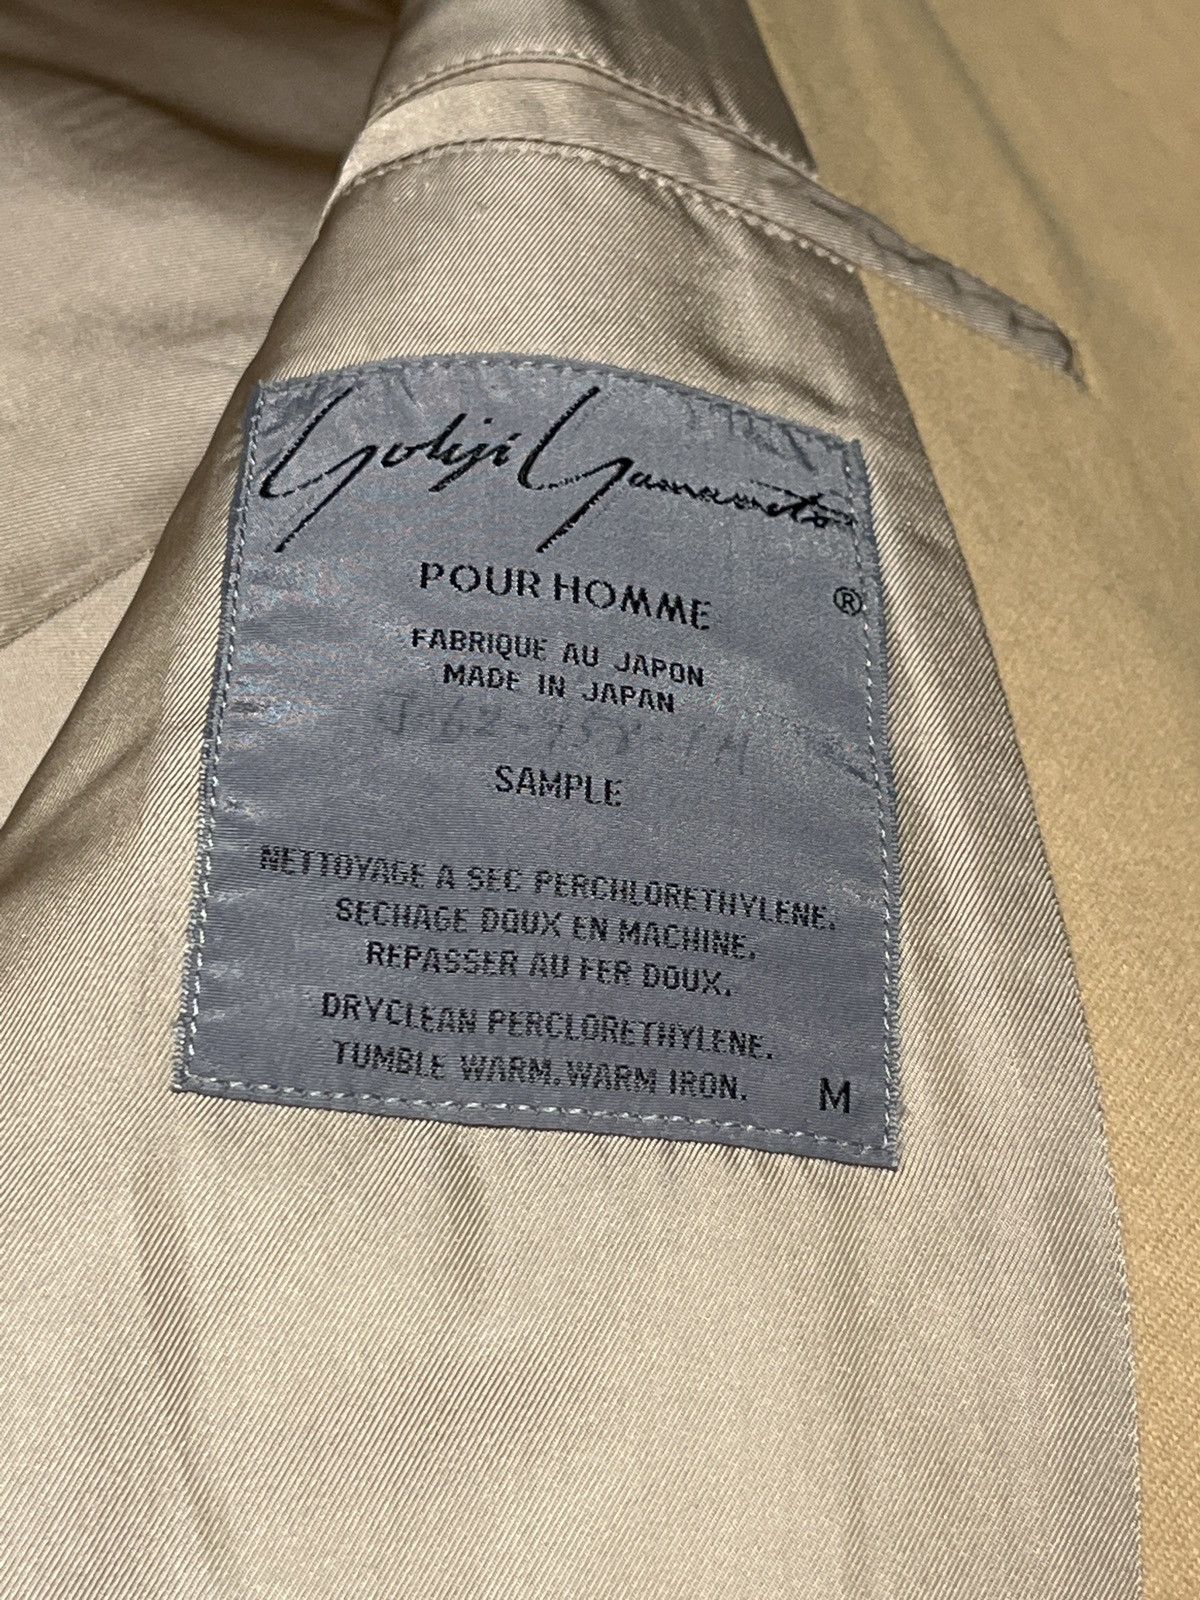 Yohji Yamamoto
POUR HOMME ®
FABRIQUE AU JAPON
MADE IN JAPAN
SAMPLE
NETTOYAGE A SEC PERCHLORETHYLENE.
SECHAGE DOUX EN MACHINE.
REPASSER AU FER DOUX.
DRYCLEAN PERCLORETHYLENE.
TUMBLE WARM. WARM IRON. M